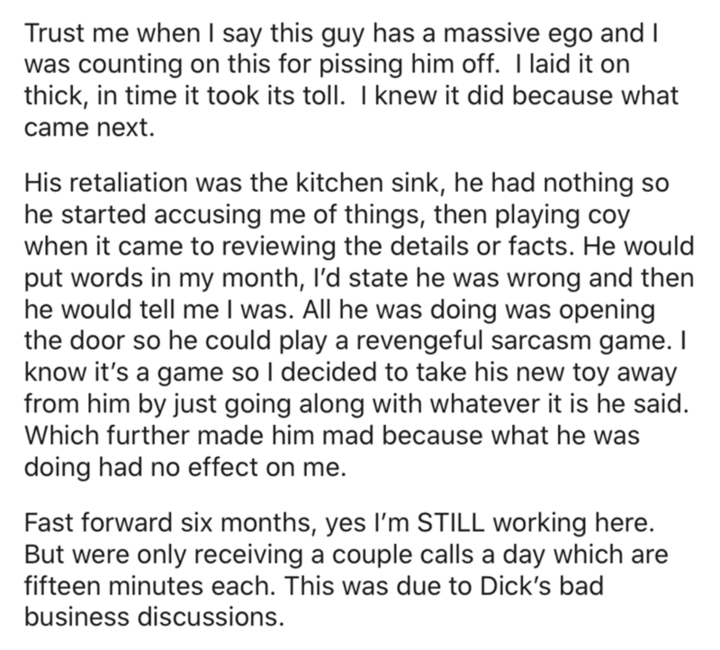 Trust me when I say this guy has a massive ego and I
was counting on this for pissing him off.  I laid it on
thick, in time it took its toll.  I knew it did because what
came next.
His retaliation was the kitchen sink, he had nothing so
he started accusing me of things, then playing coy
when it came to reviewing the details or facts. He would
put words in my month, I’d state he was wrong and then
he would tell me I was. All he was doing was opening
the door so he could play a revengeful sarcasm game. I
know it’s a game so I decided to take his new toy away
from him by just going along with whatever it is he said.
Which further made him mad because what he was
doing had no effect on me.
Fast forward six months, yes I’m STILL working here.
But were only receiving a couple calls a day which are
fifteen minutes each. This was due to Dick’s bad
business discussions.